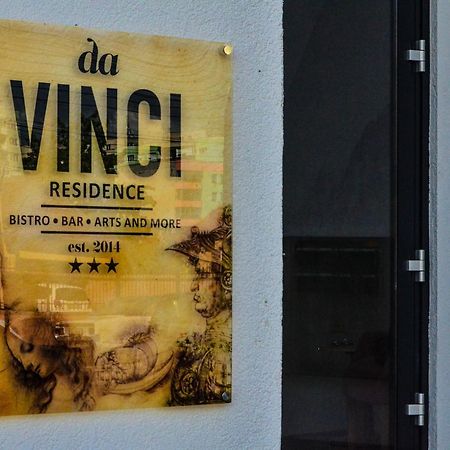 da
VINCI
RESIDENCE
BISTRO • BAR • ARTS AND MORE
est. 2014
★★★